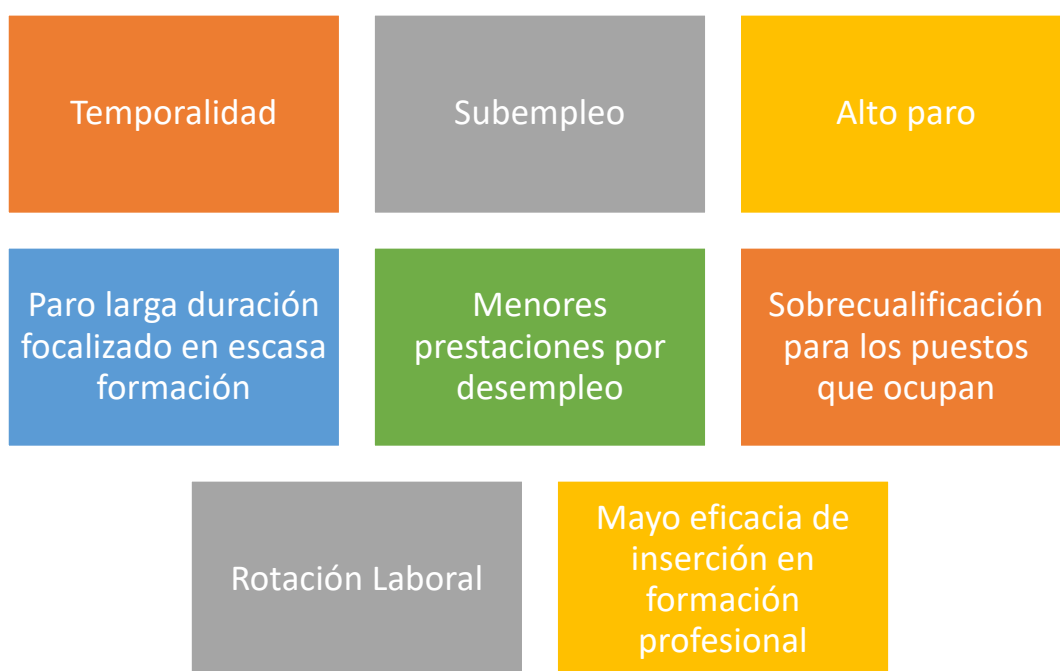 Temporalidad
Subempleo
Alto paro
Paro larga duración
focalizado en escasa
formación
Menores
prestaciones por
desempleo
Sobrecualificación
para los puestos
que ocupan
Rotación Laboral
Mayo eficacia de
inserción en
formación
profesional